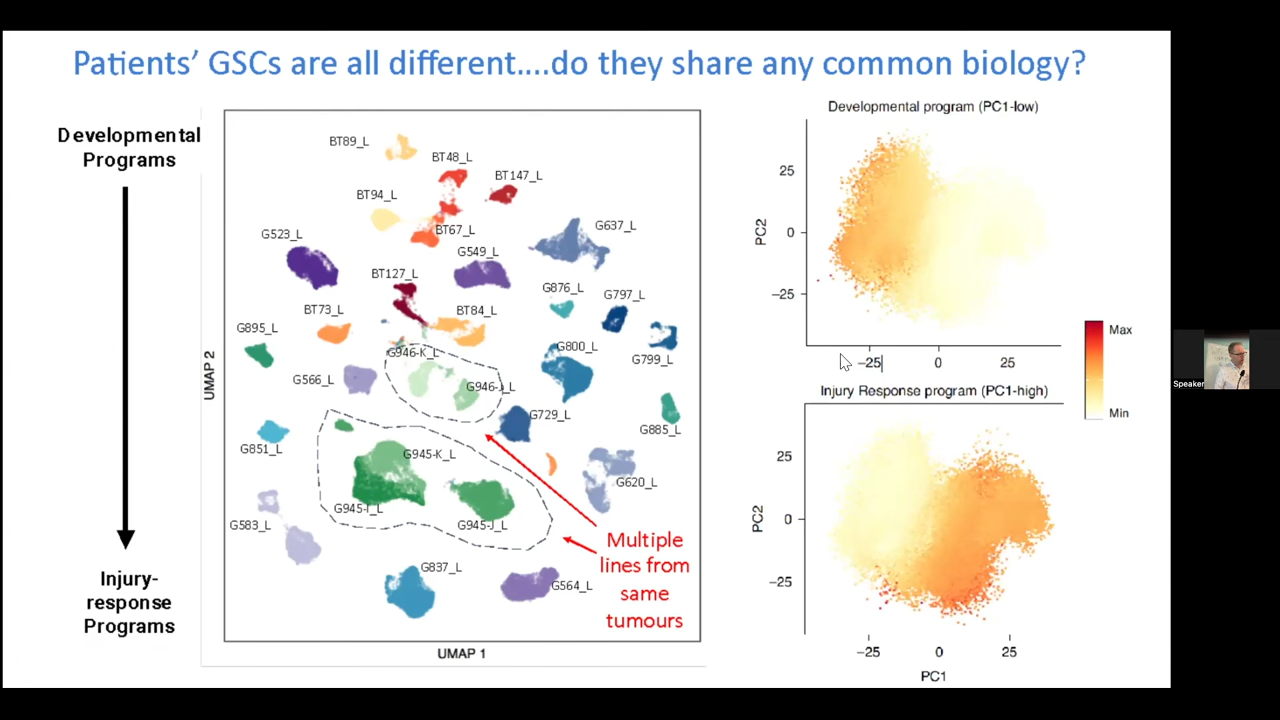 Patients’ GSCs are all different....do they share any common biology?
Developmental
Programs
Injury-
response
Programs
UMAP 2
BT89_L
BT48_L
BT147_L
BT94_L
BT67_L
G637_L
G523_L
G549_L
BT127_L
G876_L
G797_L
BT73_L
BT84_L
G895_L
G946-K_L
G800_L
G799_L
G566_L
G946-J_L
G729_L
G885_L
G851_L
G945-K_L
G620_L
G945-I_L
G945-J_L
G583_L
G837_L
G564_L
Multiple
lines from
same
tumours
UMAP 1
Developmental program (PC1-low)
PC2
25
0
−25
−25
0
25
Max
Min
Injury Response program (PC1-high)
PC2
25
0
−25
−25
0
25
PC1
Speaker